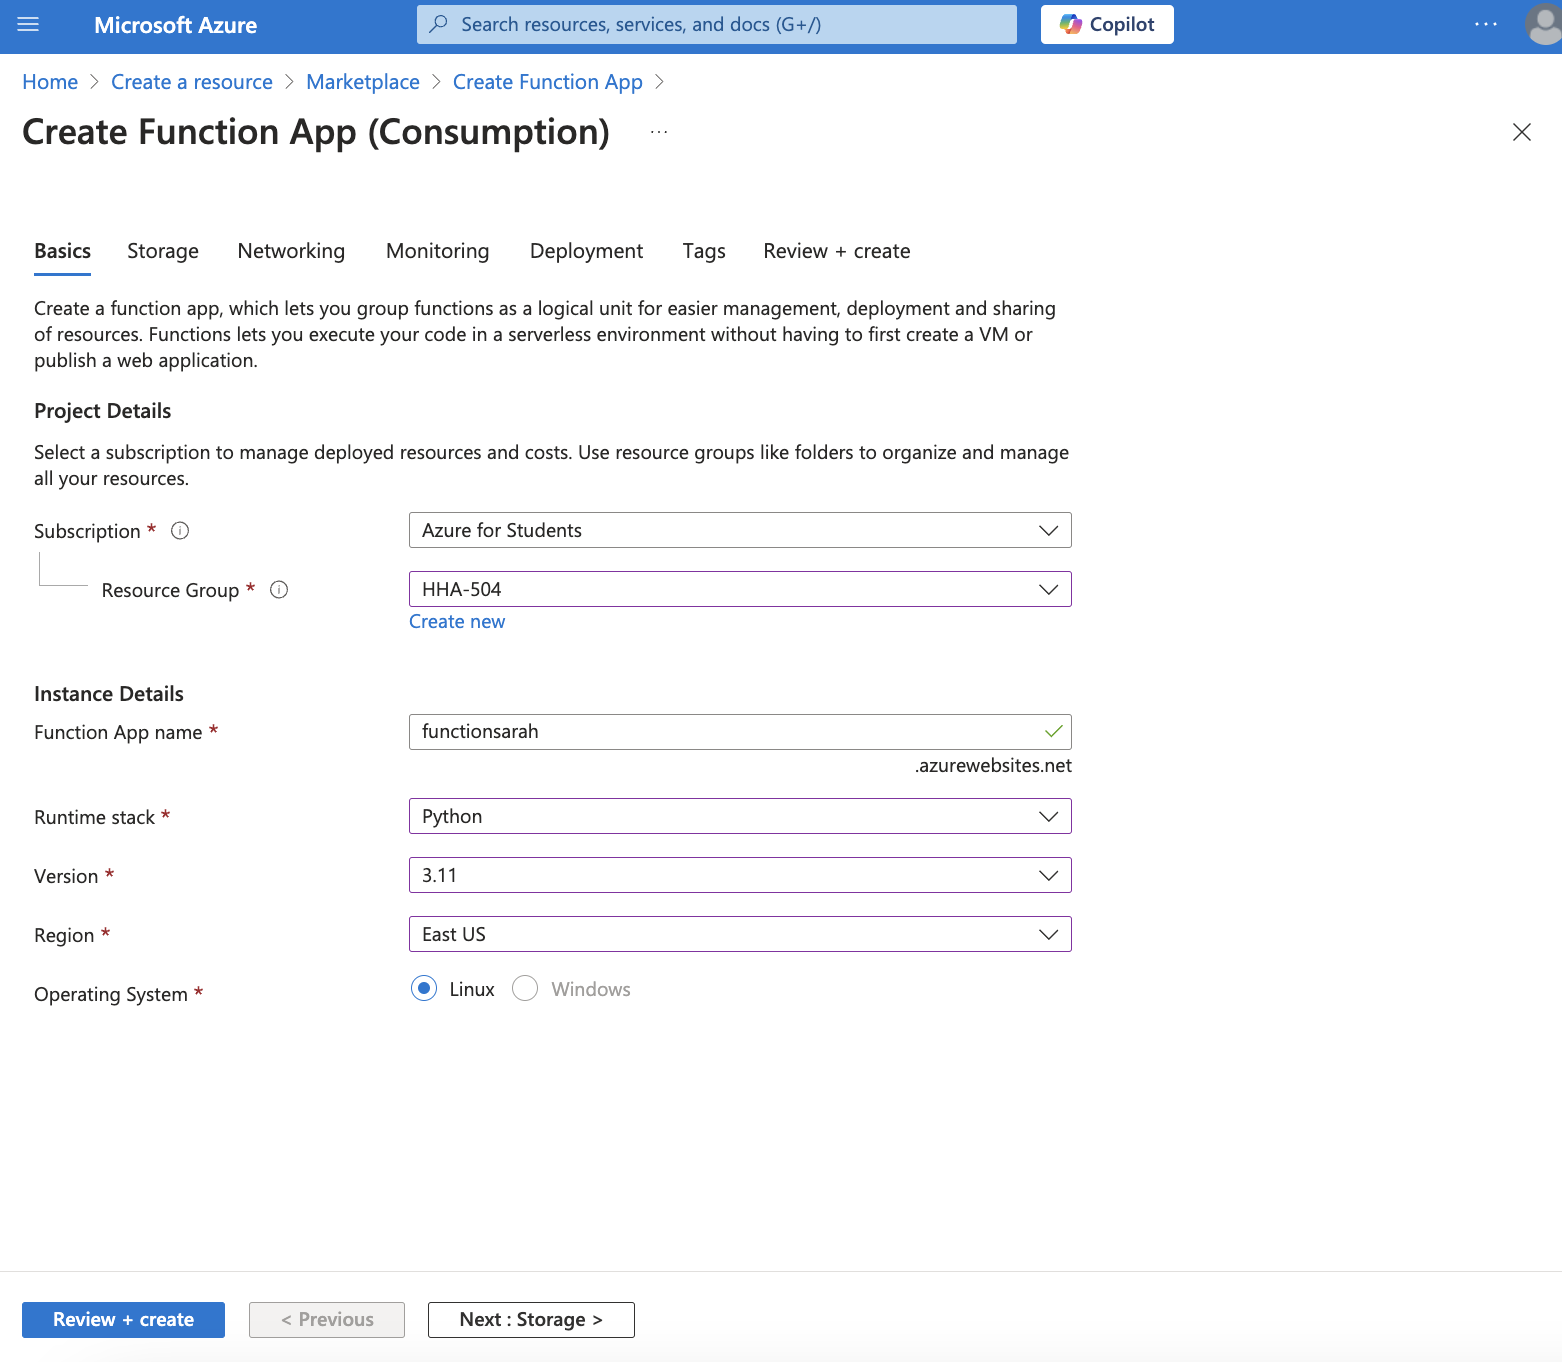 Microsoft Azure
Search resources, services, and docs (G+/)
Copilot
...
Home > Create a resource > Marketplace > Create Function App >
Create Function App (Consumption) ...
Basics Storage Networking Monitoring Deployment Tags Review + create
Create a function app, which lets you group functions as a logical unit for easier management, deployment and sharing
of resources. Functions lets you execute your code in a serverless environment without having to first create a VM or
publish a web application.
Project Details
Select a subscription to manage deployed resources and costs. Use resource groups like folders to organize and manage
all your resources.
Subscription *
Azure for Students
Resource Group *
HHA-504
Create new
Instance Details
Function App name *
functionsarah
.azurewebsites.net
Runtime stack *
Python
Version *
3.11
Region *
East US
Operating System *
Linux Windows
Review + create
< Previous
Next : Storage >